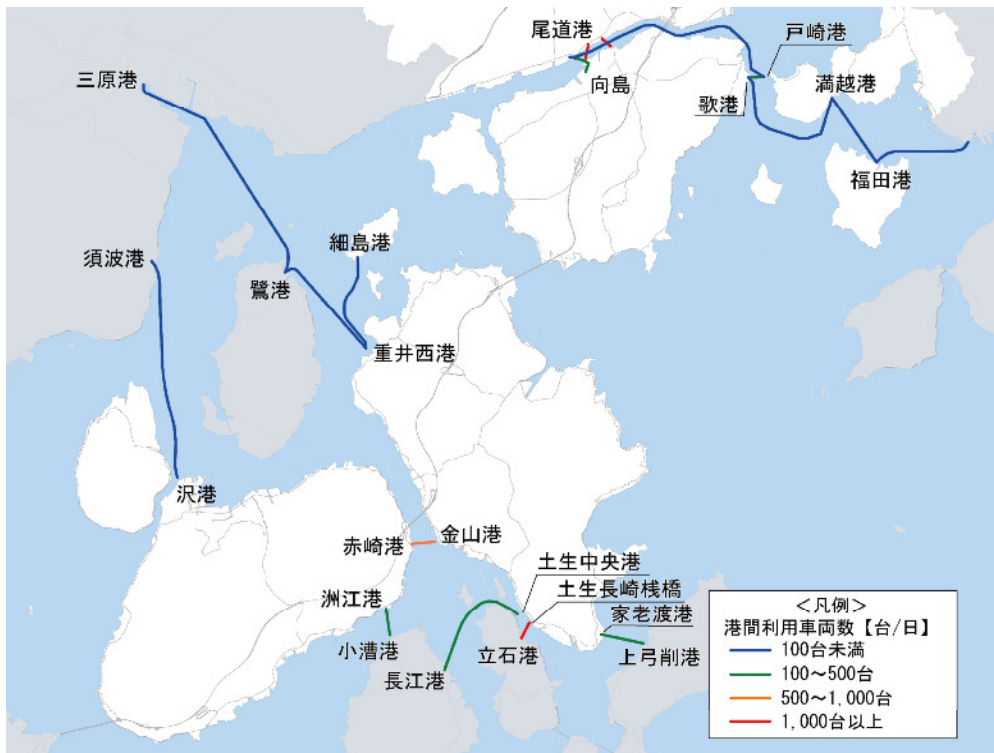 尾道港
戸崎港
三原港
向島
満越港
歌港
福田港
細島港
須波港
鷺港
重井西港
沢港
金山港
赤崎港
土生中央港
土生長崎桟橋
洲江港
家老渡港
小漕港
立石港
上弓削港
長江港
＜凡例＞
港間利用車両数【台/日】
100台未満
100～500台
500～1,000台
1,000台以上